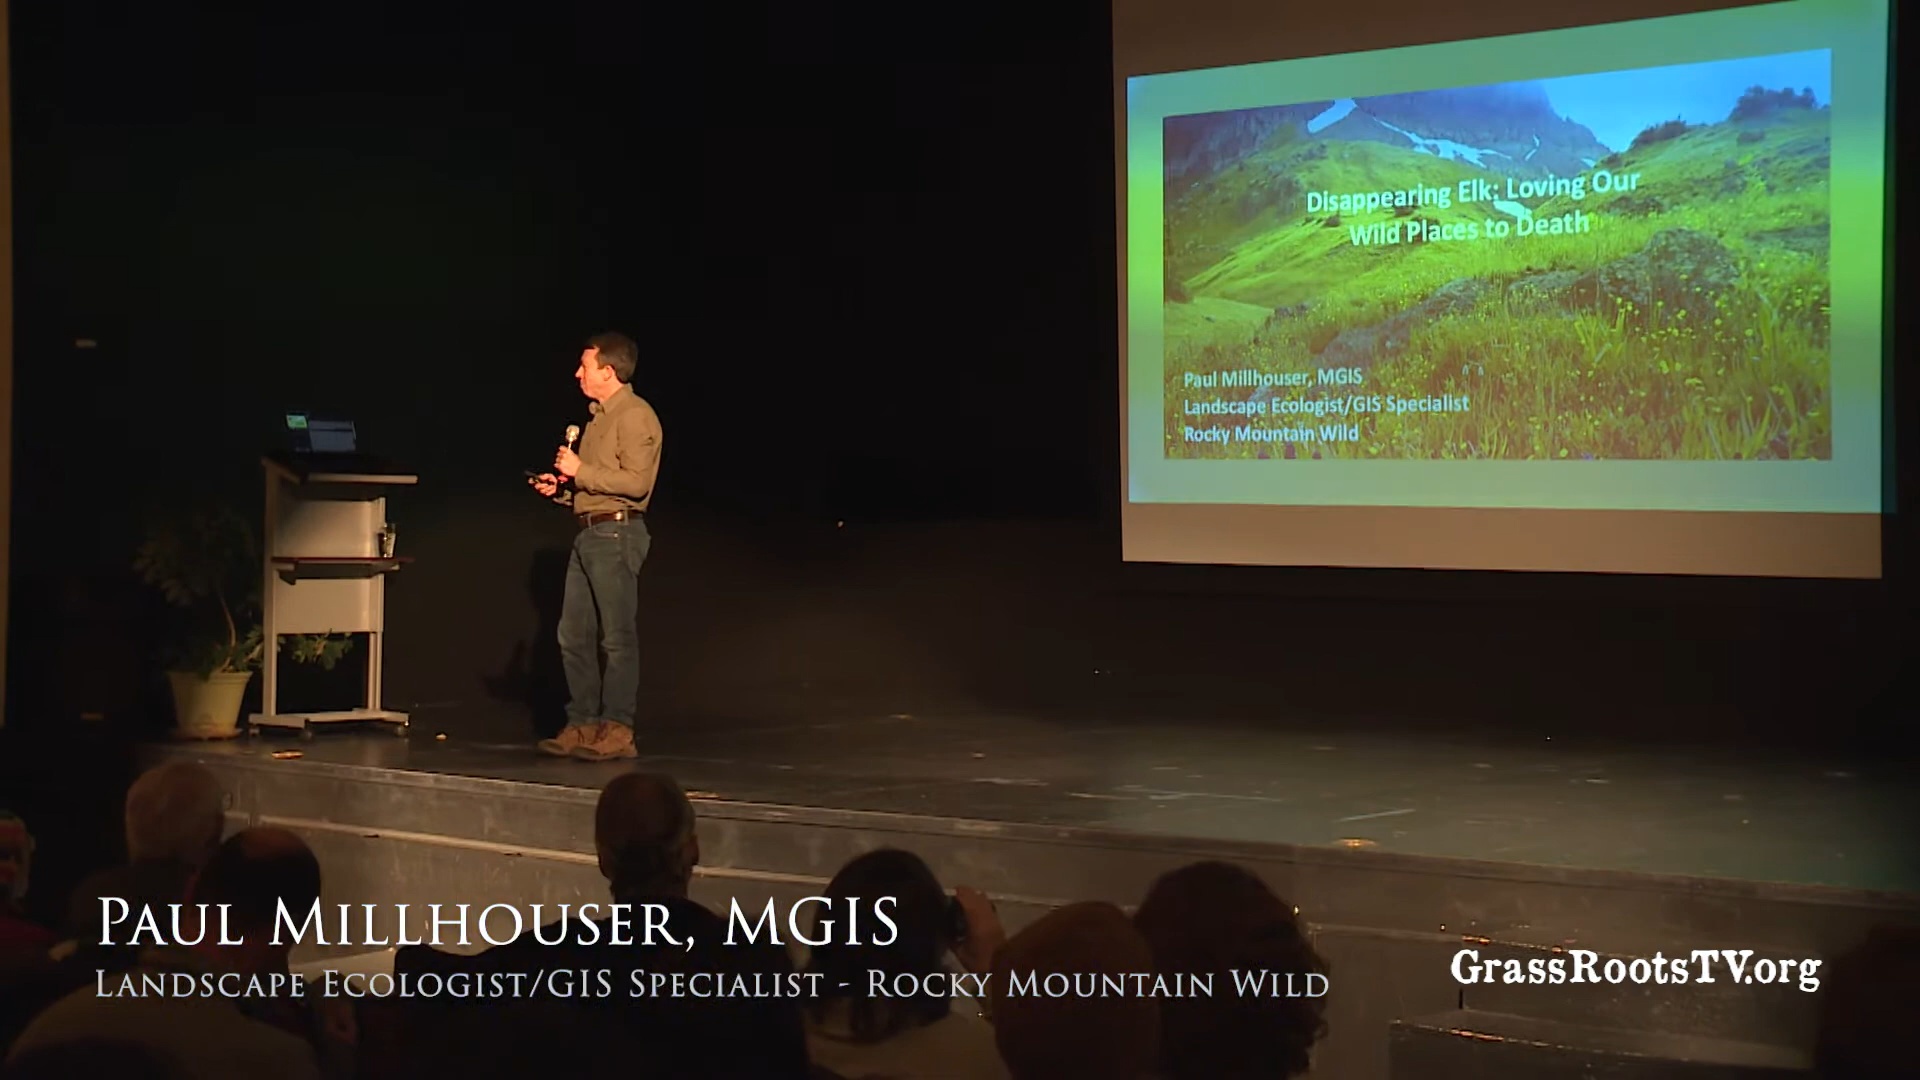 Disappearing Elk: Loving Our
Wild Places to Death
Paul Millhouser, MGIS
Landscape Ecologist/GIS Specialist
Rocky Mountain Wild
PAUL MILLHOUSER, MGIS
LANDSCAPE ECOLOGIST/GIS SPECIALIST - ROCKY MOUNTAIN WILD
GrassRootsTV.org